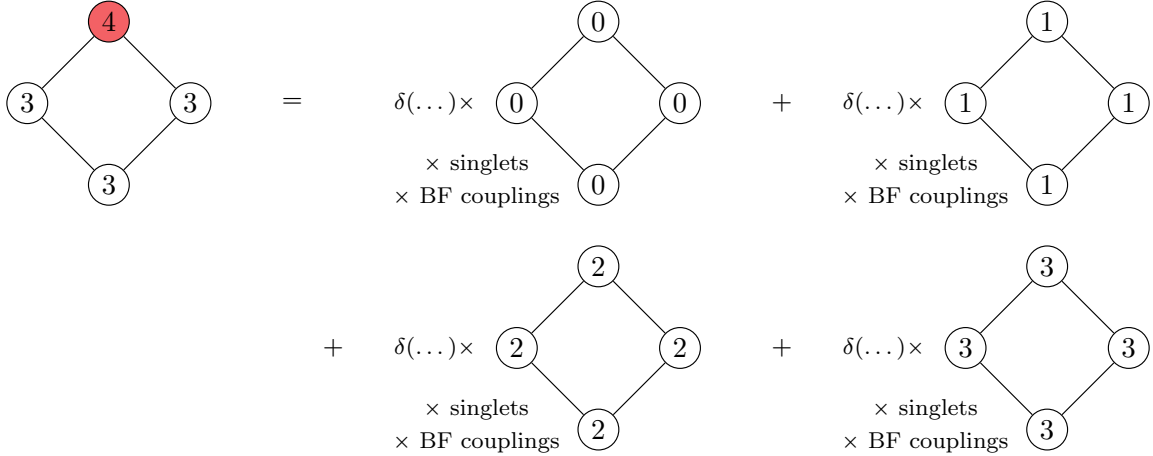 4
3 3
3
=
δ(...)×
0
0 0
0
× singlets
× BF couplings
+
δ(...)×
1
1 1
1
× singlets
× BF couplings
+
δ(...)×
2
2 2
2
× singlets
× BF couplings
+
δ(...)×
3
3 3
3
× singlets
× BF couplings